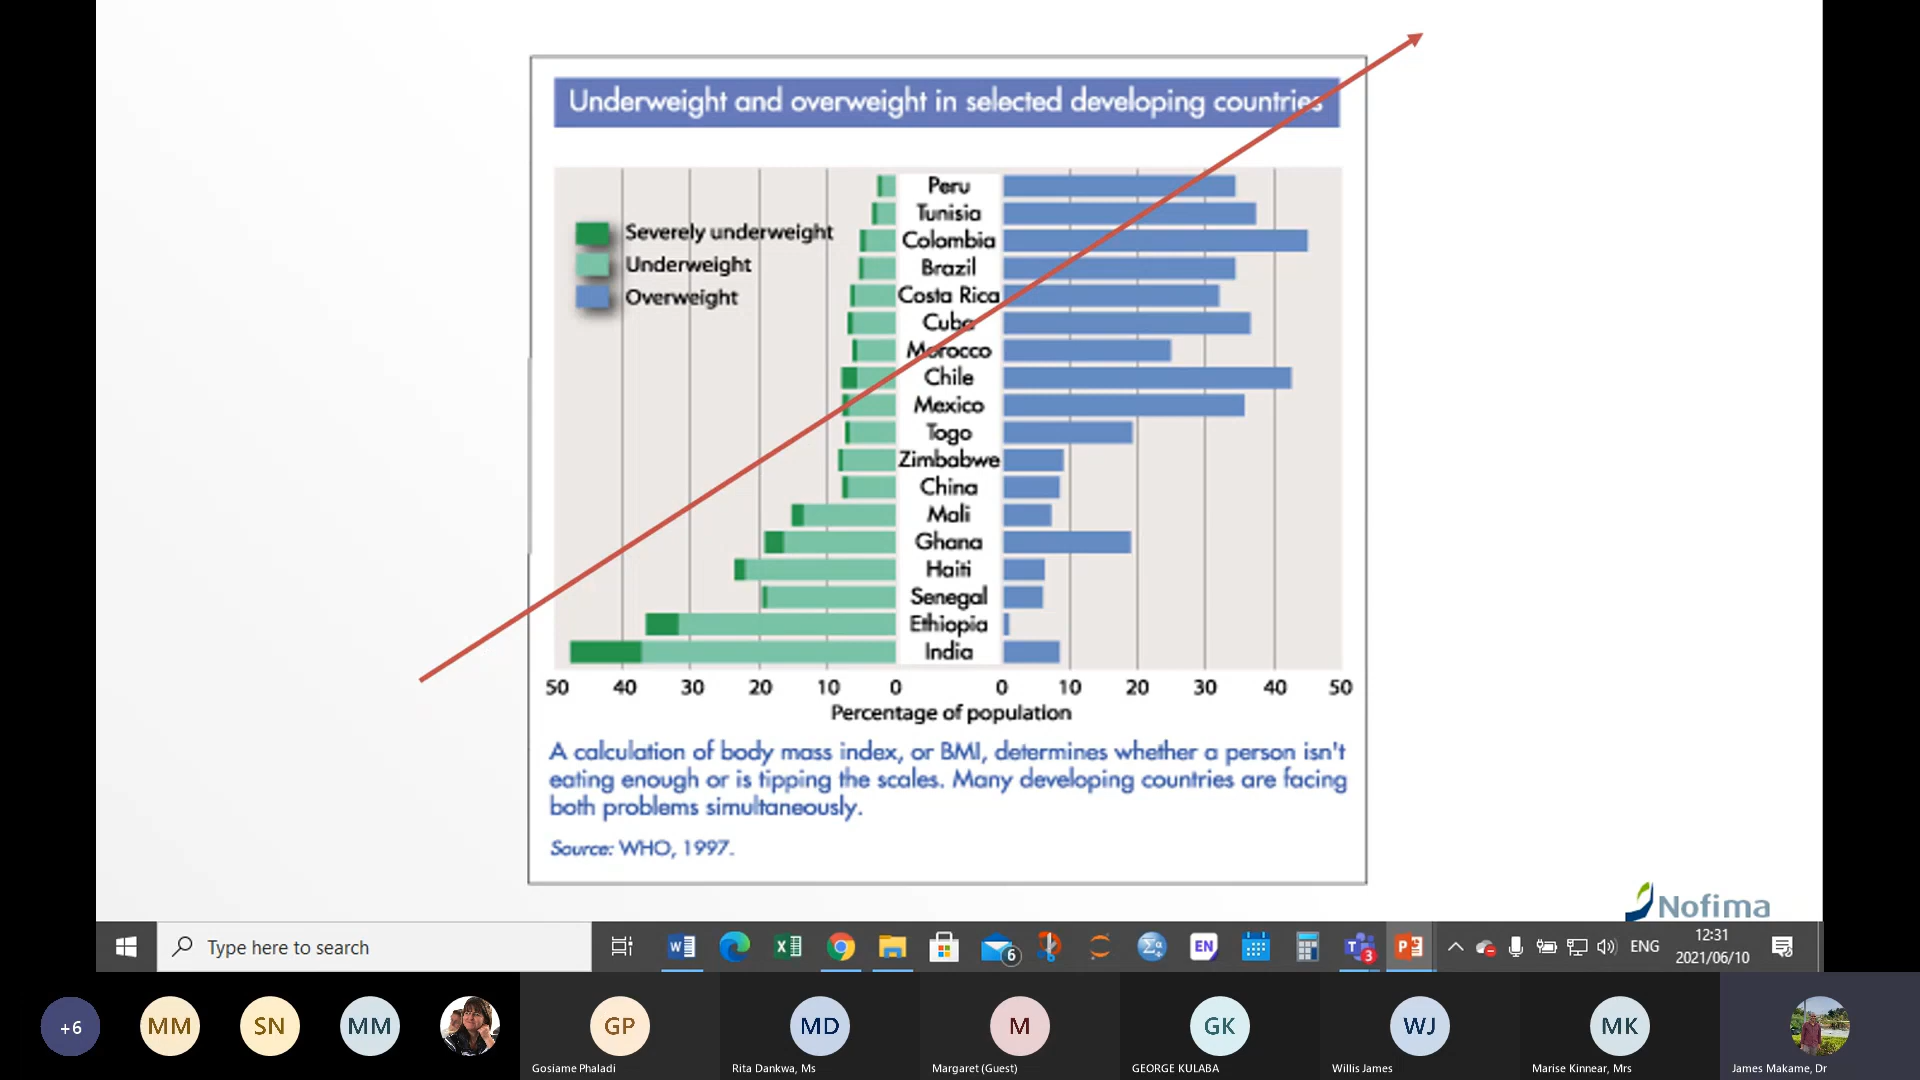 Underweight and overweight in selected developing countries
Severely underweight
Underweight
Overweight
Peru
Tunisia
Colombia
Brazil
Costa Rica
Cuba
Morocco
Chile
Mexico
Togo
Zimbabwe
China
Mali
Ghana
Haiti
Senegal
Ethiopia
India
50 40 30 20 10 0 0 10 20 30 40 50
Percentage of population
A calculation of body mass index, or BMI, determines whether a person isn't
eating enough or is tipping the scales. Many developing countries are facing
both problems simultaneously.
Source: WHO, 1997.
Nofima
Type here to search
6
EN
3
ENG
12:31
2021/06/10
+6
MM
SN
MM
GP
MD
M
GK
WJ
MK
Gosiame Phaladi
Rita Dankwa, Ms
Margaret (Guest)
GEORGE KULABA
Willis James
Marise Kinnear, Mrs
James Makame, Dr